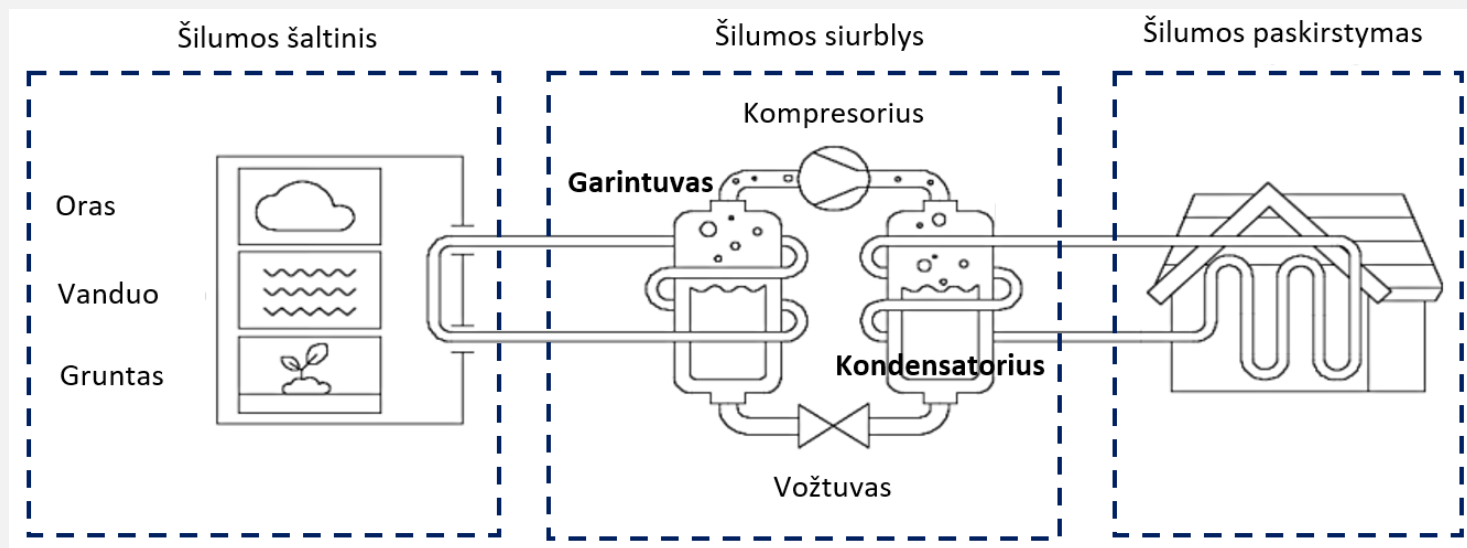 Šilumos šaltinis
Šilumos siurblys
Šilumos paskirstymas
Kompresorius
Garintuvas
Oras
Vanduo
Gruntas
Kondensatorius
Vožtuvas